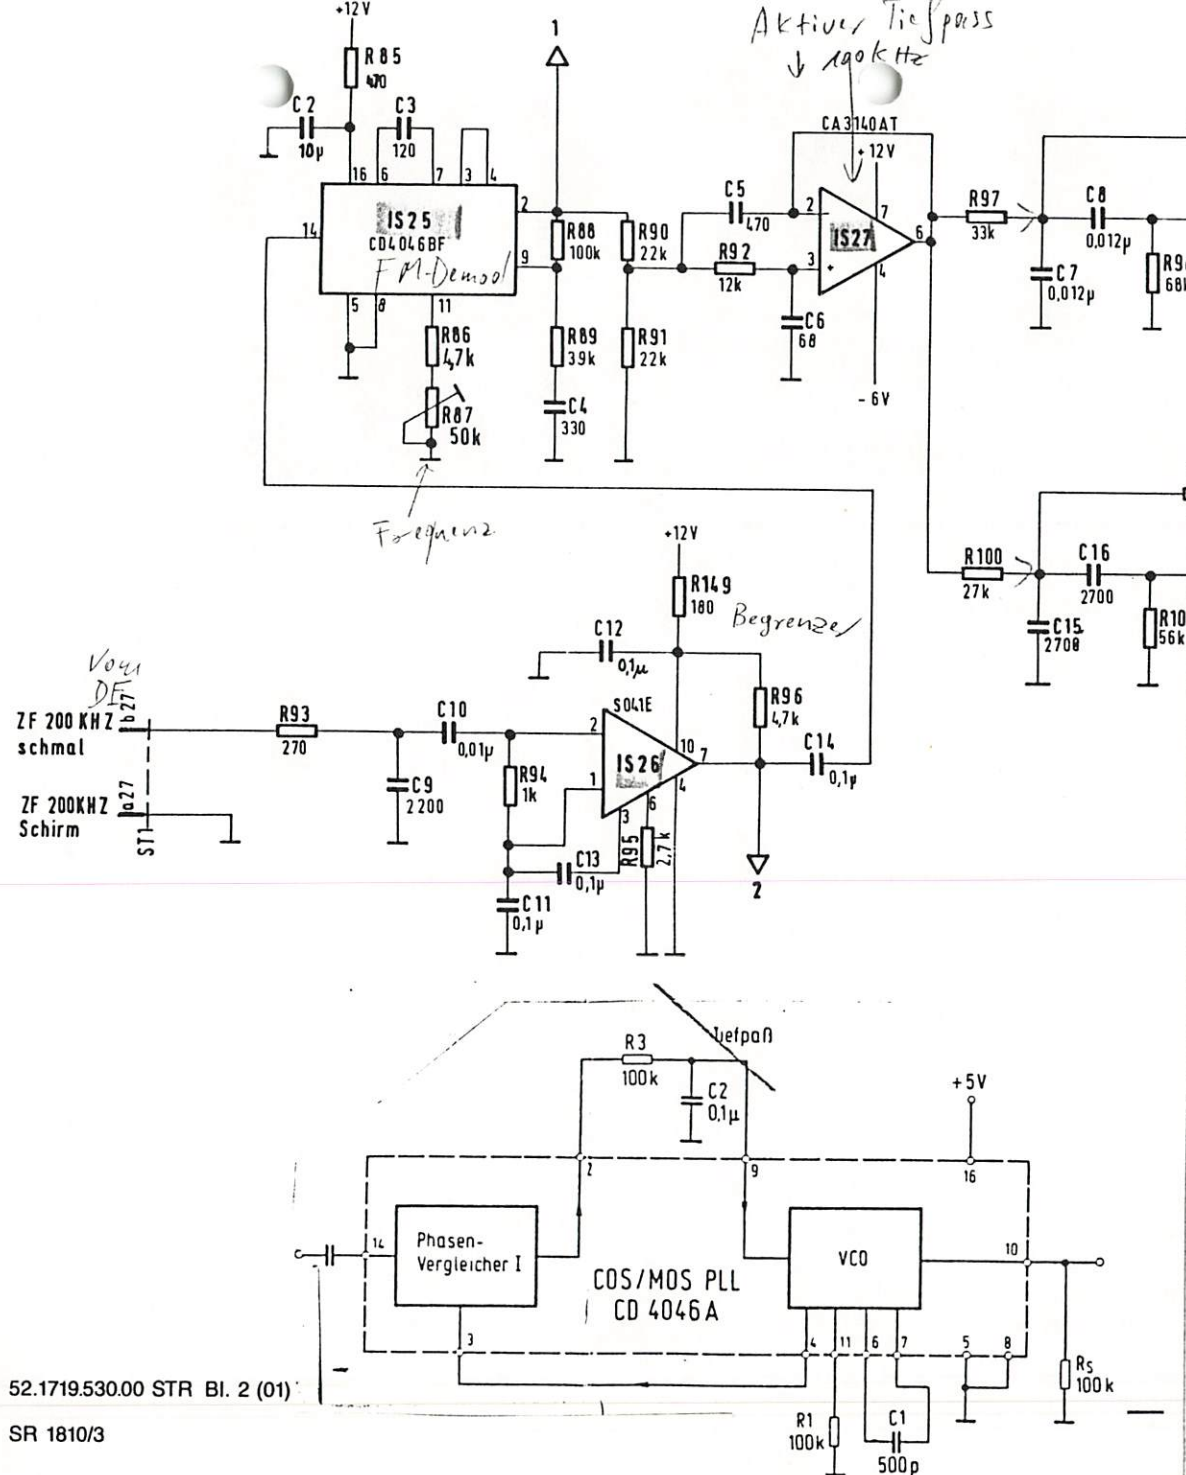 +12V
R85
470
C2
10µ
C3
120
1
Aktiver Tiefpass
↓ 100kHz
CA3140AT
+12V
16
6
7
3
4
IS25
CD4046BF
FM-Demod
14
2
9
5
8
11
R88
100k
R90
22k
C5
470
R92
12k
2
3
IS27
7
6
4
-
+
C6
68
-6V
R97
33k
C8
0,012µ
C7
0,012µ
R9
68k
R86
4,7k
R87
50k
R89
39k
C4
330
R91
22k
Frequenz
+12V
R149
180
Begrenzer
C12
0,1µ
R96
4,7k
C14
0,1µ
R100
27k
C16
2700
C15
2700
R10
56k
Vom
DE
ZF 200 KHZ
schmal
b27
ZF 200KHZ
Schirm
a27
ST1
R93
270
C10
0,01µ
C9
2200
S041E
IS26
2
1
3
6
10
7
4
R94
1k
C13
0,1µ
R95
2,7k
C11
0,1µ
2
R3
100k
Tiefpaß
C2
0,1µ
+5V
2
9
16
14
Phasen-
Vergleicher I
COS/MOS PLL
CD 4046A
VCO
10
3
4
11
6
7
5
8
RS
100k
R1
100k
C1
500p
52.1719.530.00 STR Bl. 2 (01)
SR 1810/3